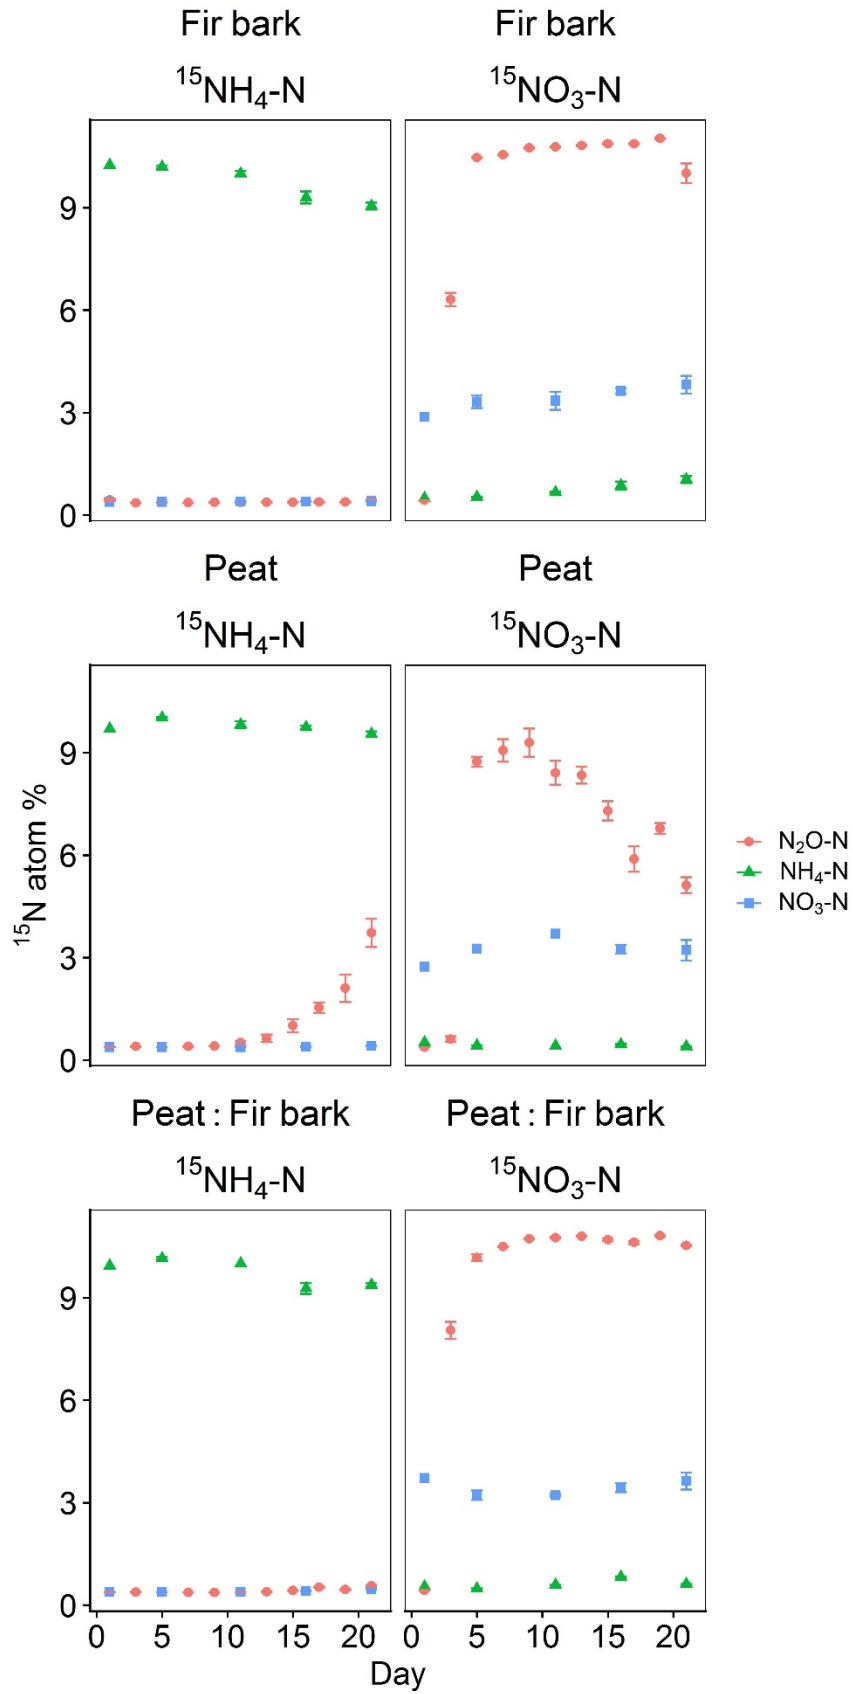 Fir bark Fir bark
¹⁵NH₄-N ¹⁵NO₃-N
9
6
3
0
Peat Peat
¹⁵NH₄-N ¹⁵NO₃-N
9
6
3
0
¹⁵N atom %
N₂O-N
NH₄-N
NO₃-N
Peat : Fir bark Peat : Fir bark
¹⁵NH₄-N ¹⁵NO₃-N
9
6
3
0
0 5 10 15 20 0 5 10 15 20
Day